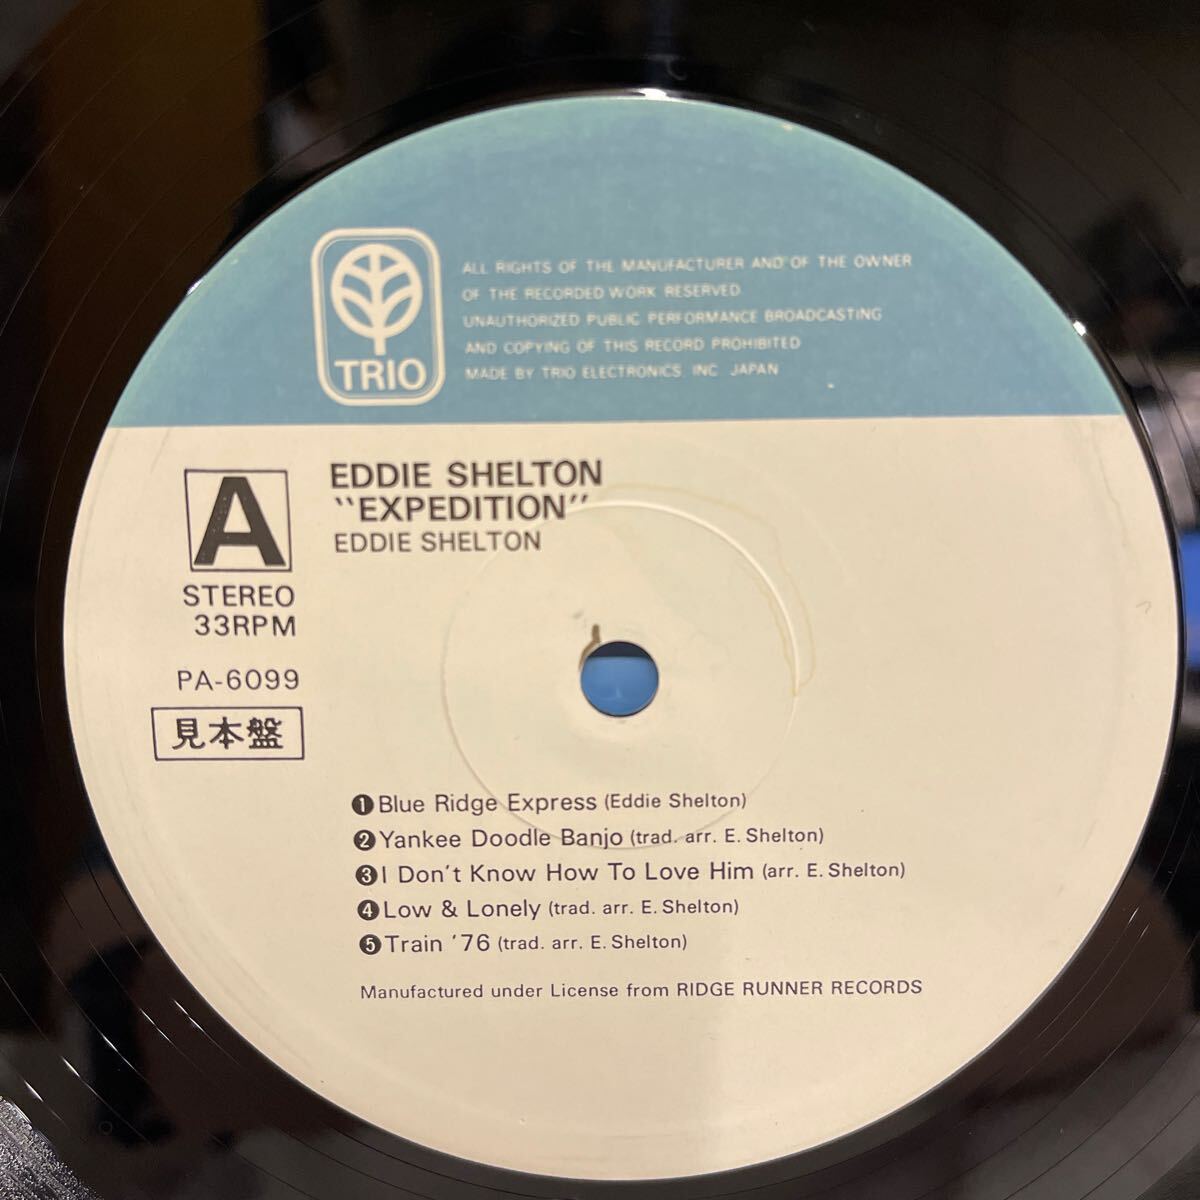 TRIO
ALL RIGHTS OF THE MANUFACTURER AND OF THE OWNER
OF THE RECORDED WORK RESERVED
UNAUTHORIZED PUBLIC PERFORMANCE BROADCASTING
AND COPYING OF THIS RECORD PROHIBITED
MADE BY TRIO ELECTRONICS. INC. JAPAN
A
STEREO
33RPM
PA-6099
見本盤
EDDIE SHELTON
"EXPEDITION"
EDDIE SHELTON
❶Blue Ridge Express (Eddie Shelton)
❷Yankee Doodle Banjo (trad. arr. E. Shelton)
❸I Don't Know How To Love Him (arr. E. Shelton)
❹Low & Lonely (trad. arr. E. Shelton)
❺Train '76 (trad. arr. E. Shelton)
Manufactured under License from RIDGE RUNNER RECORDS